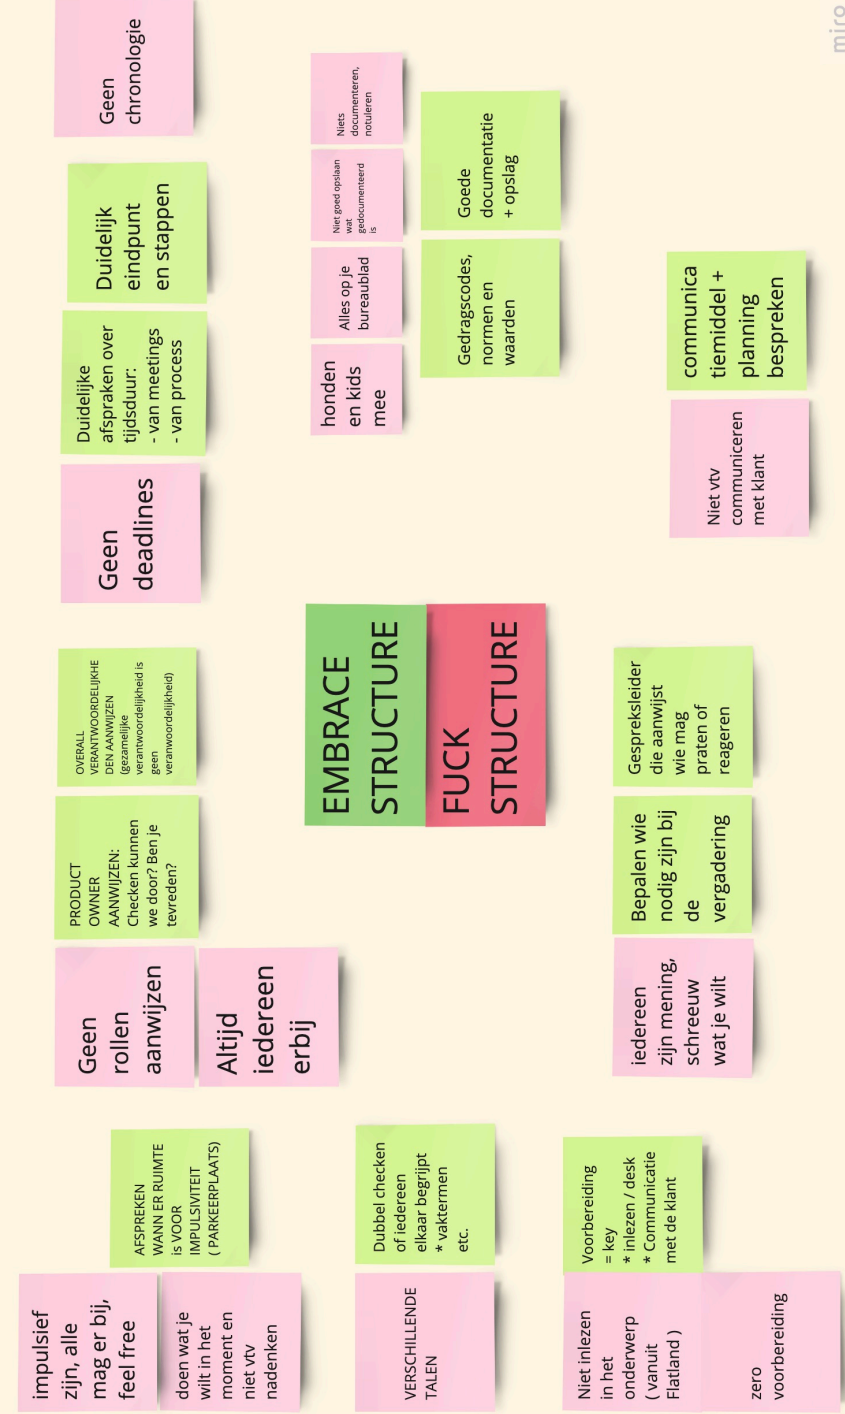 impulsief
zijn, alle
mag er bij,
feel free
doen wat je
wilt in het
moment en
niet vtv
nadenken
AFSPREKEN
WANN ER RUIMTE
is VOOR
IMPULSIVITEIT
( PARKEERPLAATS)
Geen
rollen
aanwijzen
Altijd
iedereen
erbij
PRODUCT
OWNER
AANWIJZEN:
Checken kunnen
we door? Ben je
tevreden?
OVERALL
VERANTWOORDELIJKHE
DEN AANWIJZEN
(gezamelijke
verantwoordelijkheid is
geen
veranwoordelijkheid)
Geen
deadlines
Duidelijke
afspraken over
tijdsduur:
- van meetings
- van process
Duidelijk
eindpunt
en stappen
Geen
chronologie
VERSCHILLENDE
TALEN
Dubbel checken
of iedereen
elkaar begrijpt
* vaktermen
etc.
EMBRACE
STRUCTURE
FUCK
STRUCTURE
honden
en kids
mee
Alles op je
bureaublad
Niet goed opslaan
wat
gedocumenteerd
is
Niets
documenteren,
notuleren
Gedragscodes,
normen en
waarden
Goede
documentatie
+ opslag
Niet inlezen
in het
onderwerp
( vanuit
Flatland )
zero
voorbereiding
Voorbereiding
= key
* inlezen / desk
* Communicatie
met de klant
iedereen
zijn mening,
schreeuw
wat je wilt
Bepalen wie
nodig zijn bij
de
vergadering
Gespreksleider
die aanwijst
wie mag
praten of
reageren
Niet vtv
communiceren
met klant
communica
tiemiddel +
planning
bespreken
miro